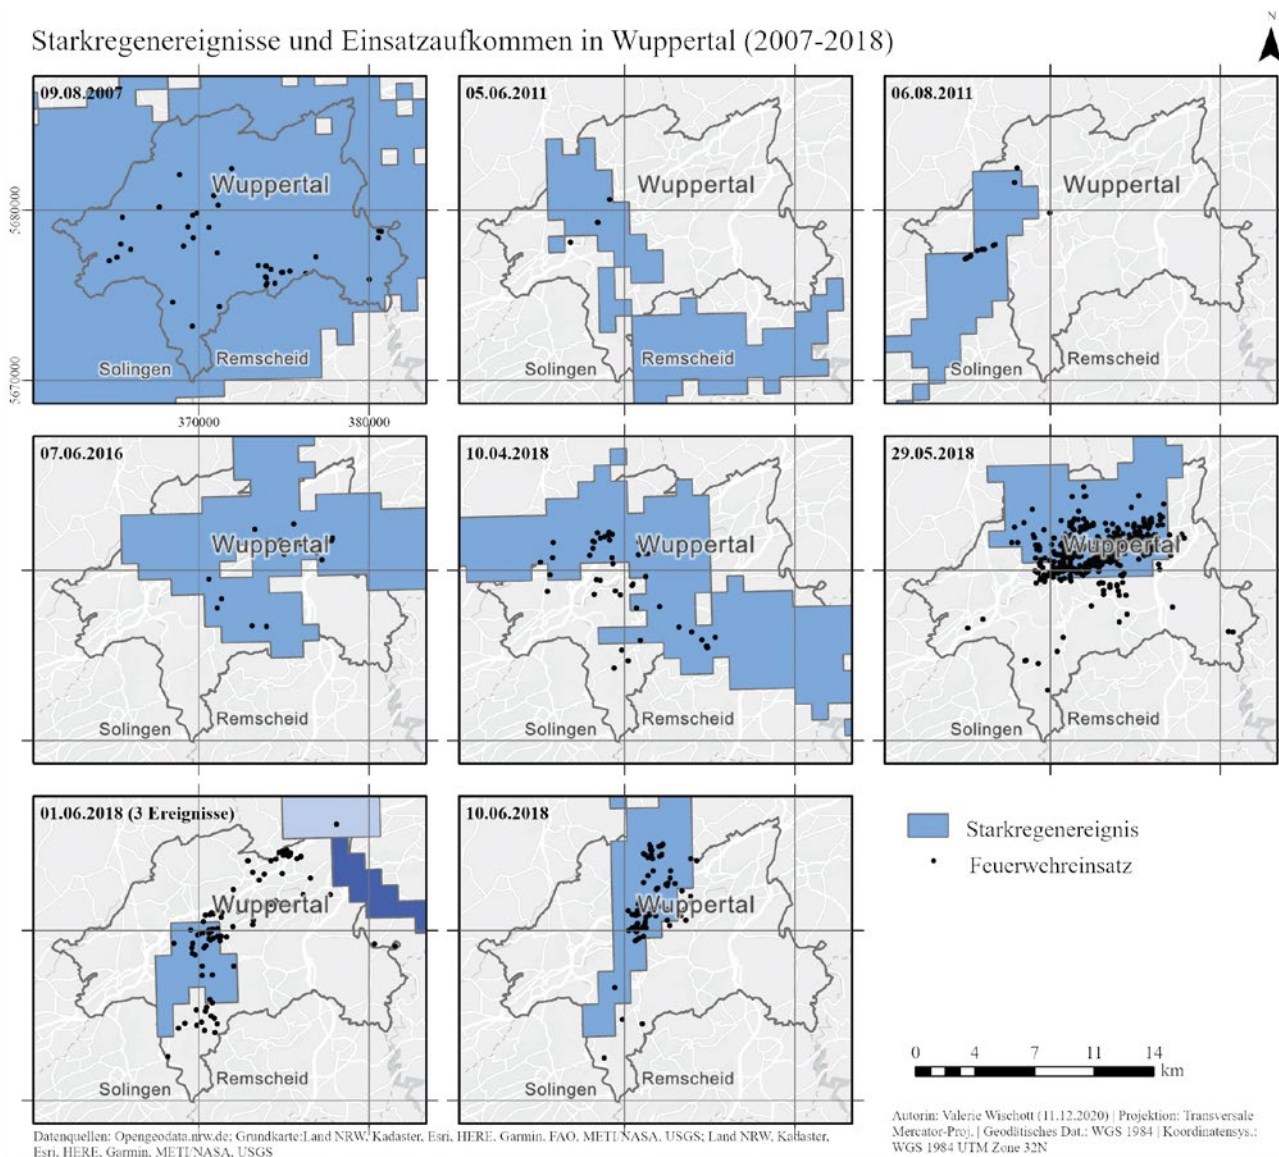 N
Starkregenereignisse und Einsatzaufkommen in Wuppertal (2007-2018)
09.08.2007
Wuppertal
Solingen
Remscheid
5680000
5670000
370000
380000
05.06.2011
Wuppertal
Solingen
Remscheid
06.08.2011
Wuppertal
Solingen
Remscheid
07.06.2016
Wuppertal
Solingen
Remscheid
10.04.2018
Wuppertal
Solingen
Remscheid
29.05.2018
Wuppertal
Solingen
Remscheid
01.06.2018 (3 Ereignisse)
Wuppertal
Solingen
Remscheid
10.06.2018
Wuppertal
Solingen
Remscheid
Starkregenereignis
Feuerwehreinsatz
0 4 7 11 14
km
Datenquellen: Opengeodata.nrw.de; Grundkarte:Land NRW, Kadaster, Esri, HERE, Garmin, FAO, METI/NASA, USGS; Land NRW, Kadaster,
Esri, HERE, Garmin, METI/NASA, USGS
Autorin: Valerie Wischott (11.12.2020) | Projektion: Transversale
Mercator-Proj. | Geodätisches Dat.: WGS 1984 | Koordinatensys.:
WGS 1984 UTM Zone 32N